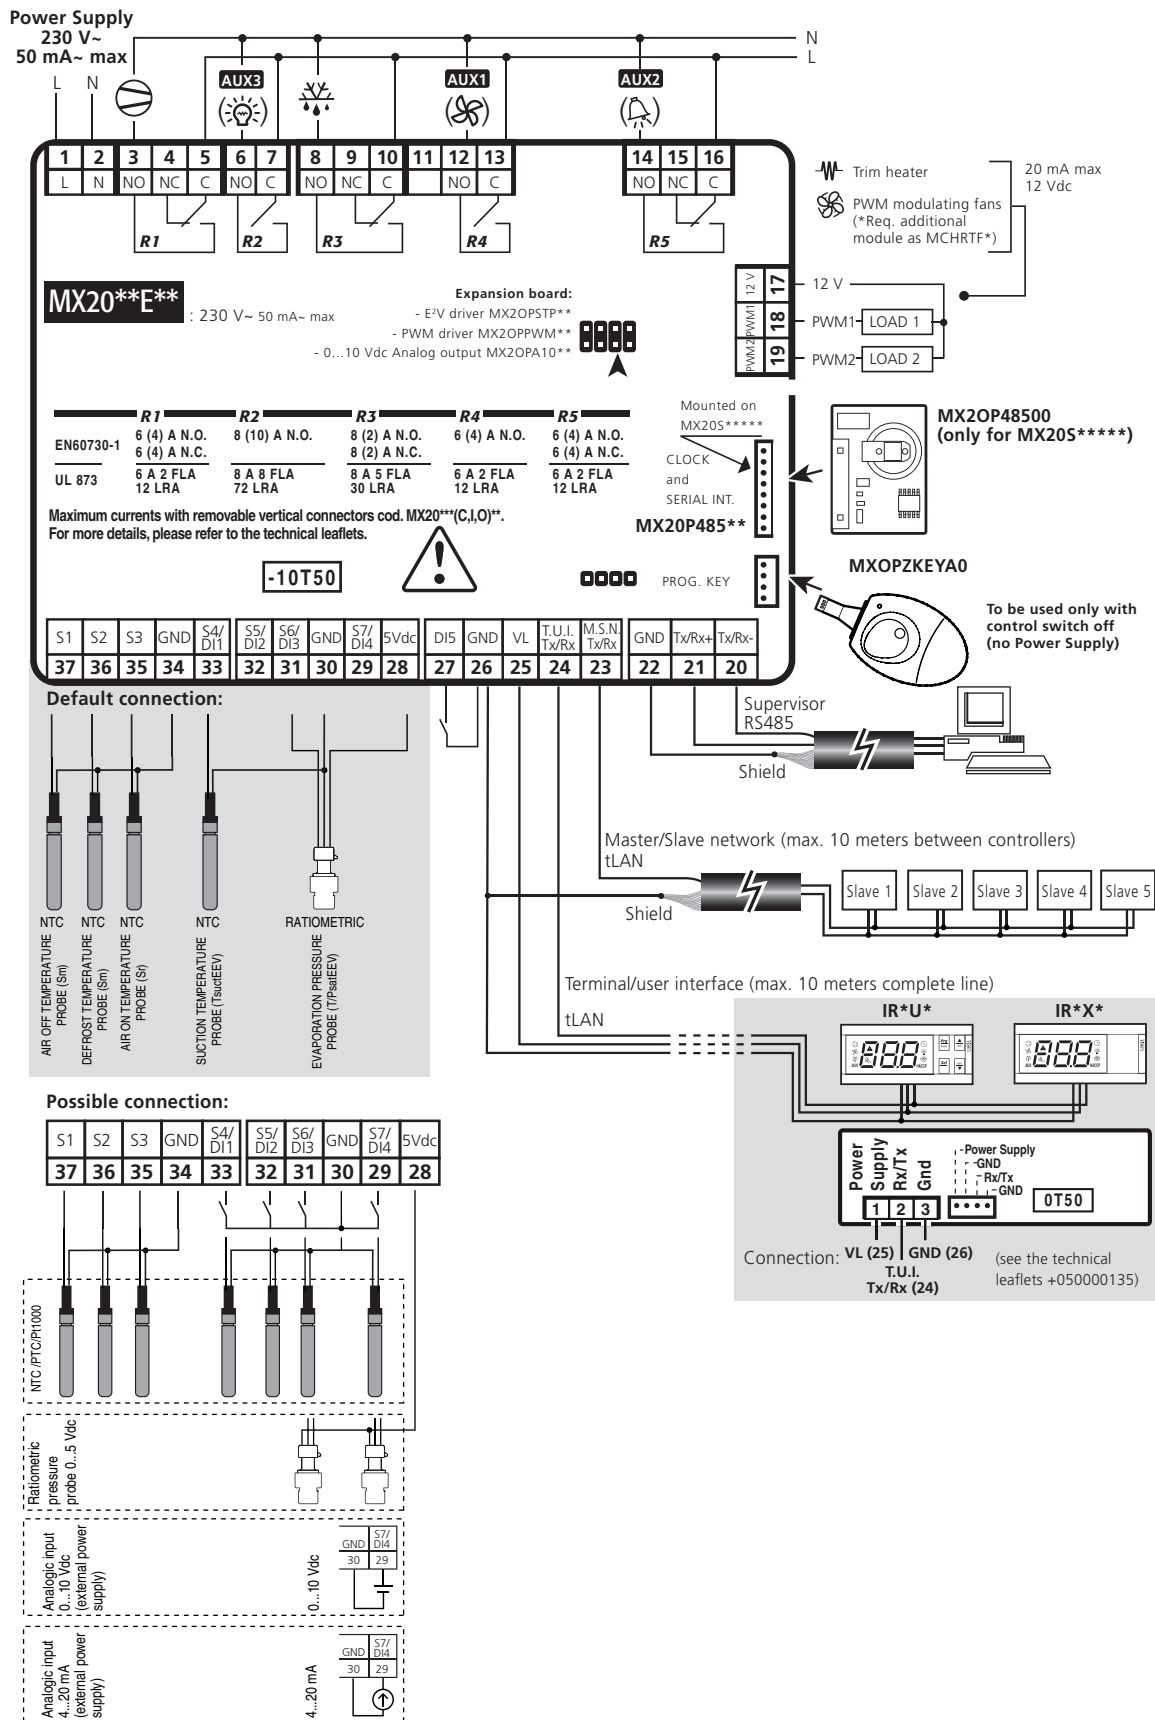 Power Supply
230 V~
50 mA~ max
N
L
L
N
AUX3
AUX1
AUX2
1 2 3 4 5 6 7 8 9 10 11 12 13 14 15 16
L N NO NC C NO C NO NC C NO C NO NC C
R1 R2 R3 R4 R5
Trim heater
PWM modulating fans
(*Req. additional
module as MCHRTF*)
20 mA max
12 Vdc
MX20**E**
: 230 V~ 50 mA~ max
Expansion board:
- E²V driver MX2OPSTP**
- PWM driver MX2OPPWM**
- 0...10 Vdc Analog output MX2OPA10**
12 V 17
PWM1 18
PWM2 19
12 V
PWM1 LOAD 1
PWM2 LOAD 2
R1 R2 R3 R4 R5
EN60730-1
6 (4) A N.O. 8 (10) A N.O. 8 (2) A N.O. 6 (4) A N.O. 6 (4) A N.O.
6 (4) A N.C. 8 (2) A N.C. 6 (4) A N.C.
UL 873
6 A 2 FLA 8 A 8 FLA 8 A 5 FLA 6 A 2 FLA 6 A 2 FLA
12 LRA 72 LRA 30 LRA 12 LRA 12 LRA
Maximum currents with removable vertical connectors cod. MX20***(C,I,O)**.
For more details, please refer to the technical leaflets.
Mounted on
MX20S*****
CLOCK
and
SERIAL INT.
MX20P485**
MX2OP48500
(only for MX20S*****)
-10T50
PROG. KEY
MXOPZKEYA0
To be used only with
control switch off
(no Power Supply)
S1 S2 S3 GND S4/DI1 S5/DI2 S6/DI3 GND S7/DI4 5Vdc DI5 GND VL T.U.I. Tx/Rx M.S.N. Tx/Rx GND Tx/Rx+ Tx/Rx-
37 36 35 34 33 32 31 30 29 28 27 26 25 24 23 22 21 20
Default connection:
Supervisor
RS485
Shield
Master/Slave network (max. 10 meters between controllers)
tLAN
Shield
Slave 1 Slave 2 Slave 3 Slave 4 Slave 5
NTC NTC NTC NTC RATIOMETRIC
AIR OFF TEMPERATURE
PROBE (Sm)
DEFROST TEMPERATURE
PROBE (Sm)
AIR ON TEMPERATURE
PROBE (Sr)
SUCTION TEMPERATURE
PROBE (TsuctEEV)
EVAPORATION PRESSURE
PROBE (T/PsatEEV)
Terminal/user interface (max. 10 meters complete line)
tLAN
IR*U* IR*X*
Power
Supply
Rx/Tx
Gnd
1 2 3
Power Supply
GND
Rx/Tx
GND
0T50
Connection: VL (25) GND (26)
T.U.I.
Tx/Rx (24)
(see the technical
leaflets +050000135)
Possible connection:
S1 S2 S3 GND S4/DI1 S5/DI2 S6/DI3 GND S7/DI4 5Vdc
37 36 35 34 33 32 31 30 29 28
NTC /PTC/Pt1000
Ratiometric
pressure
probe 0...5 Vdc
Analogic input
0...10 Vdc
(external power
supply)
0...10 Vdc
GND S7/DI4
30 29
Analogic input
4...20 mA
(external power
supply)
4...20 mA
GND S7/DI4
30 29